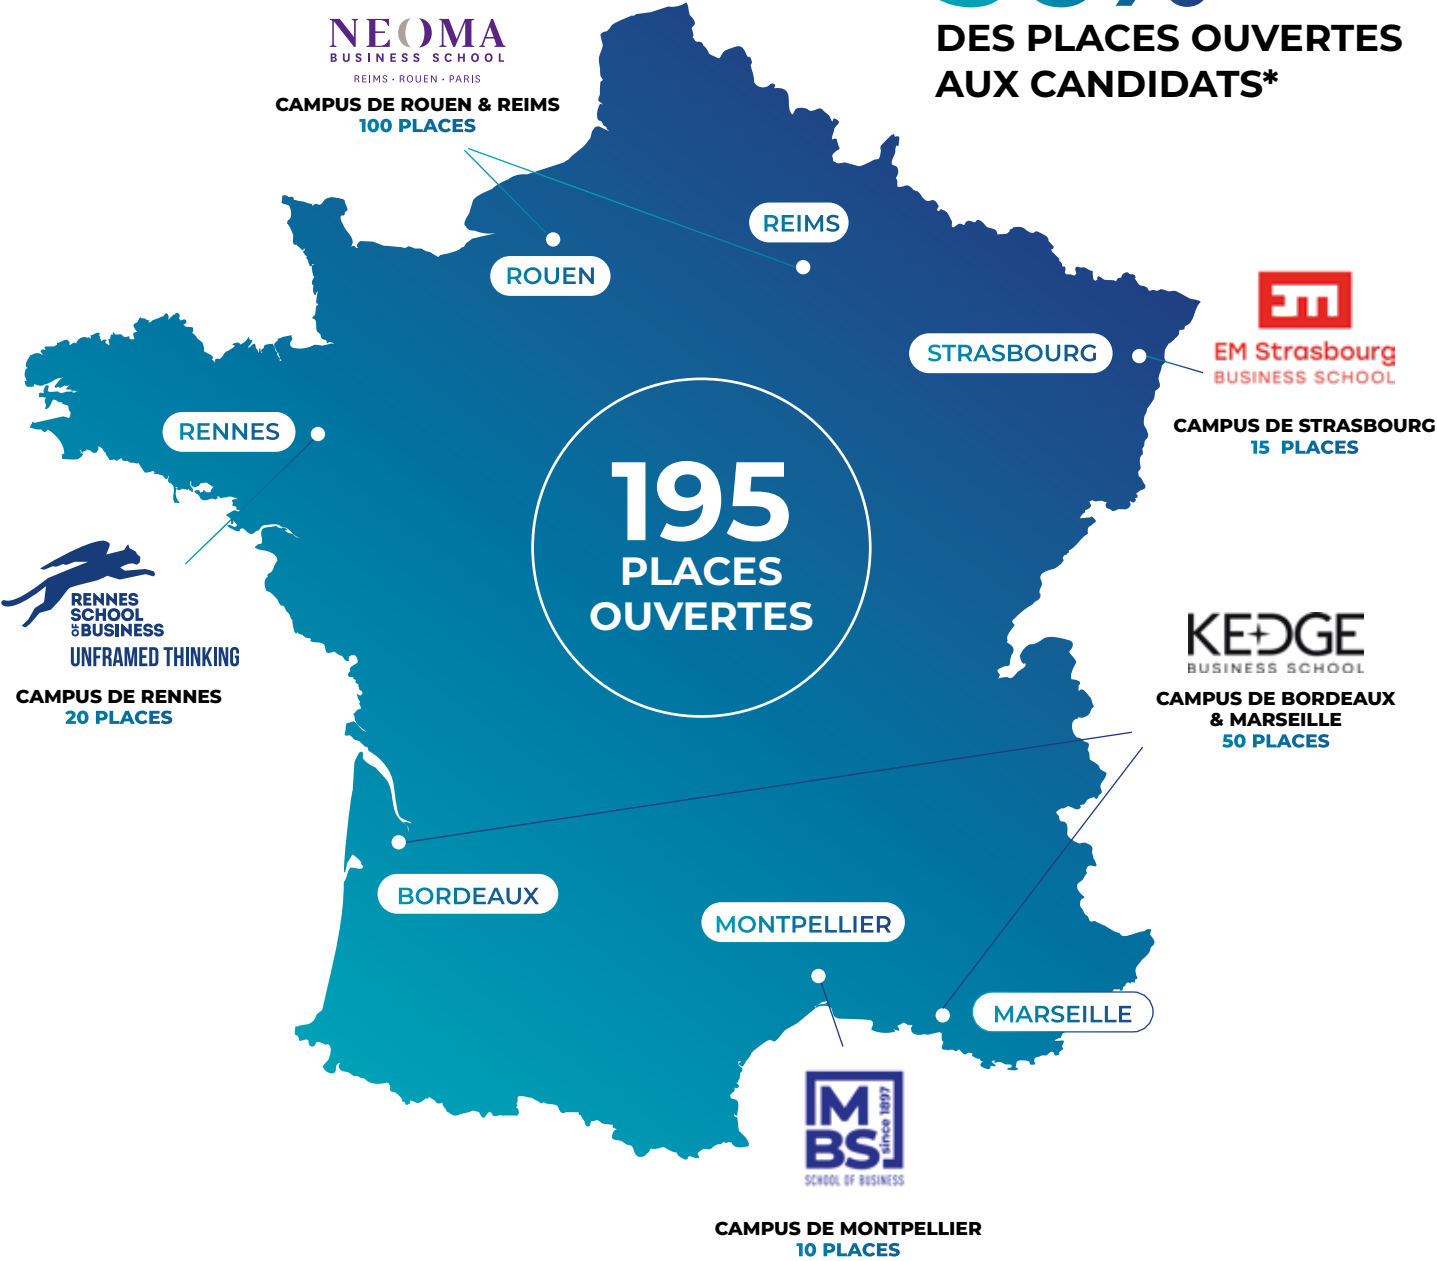 NEOMA
BUSINESS SCHOOL
REIMS · ROUEN · PARIS
CAMPUS DE ROUEN & REIMS
100 PLACES
DES PLACES OUVERTES
AUX CANDIDATS*
REIMS
ROUEN
STRASBOURG
EM Strasbourg
BUSINESS SCHOOL
CAMPUS DE STRASBOURG
15 PLACES
RENNES
195
PLACES
OUVERTES
RENNES
SCHOOL
OF BUSINESS
UNFRAMED THINKING
CAMPUS DE RENNES
20 PLACES
KEDGE
BUSINESS SCHOOL
CAMPUS DE BORDEAUX
& MARSEILLE
50 PLACES
BORDEAUX
MONTPELLIER
MARSEILLE
MBS
since 1897
SCHOOL OF BUSINESS
CAMPUS DE MONTPELLIER
10 PLACES